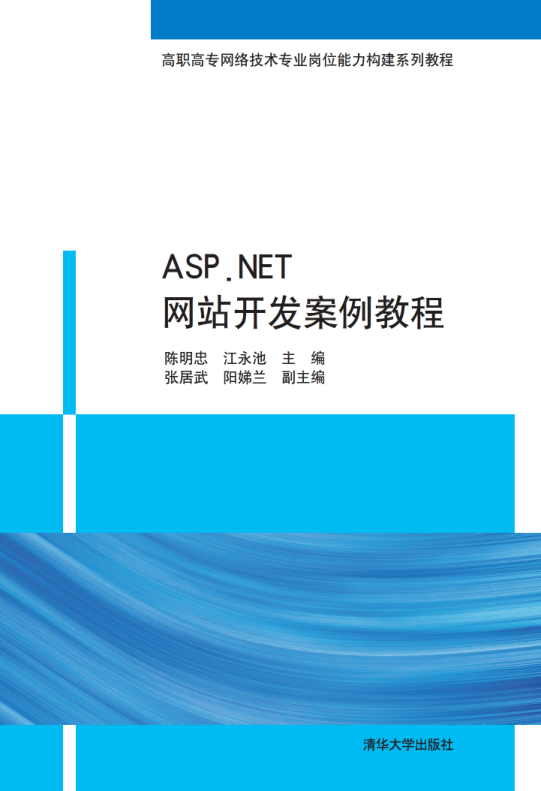 高职高专网络技术专业岗位能力构建系列教程
ASP.NET
网站开发案例教程
陈明忠 江永池 主 编
张居武 阳娣兰 副主编
清华大学出版社